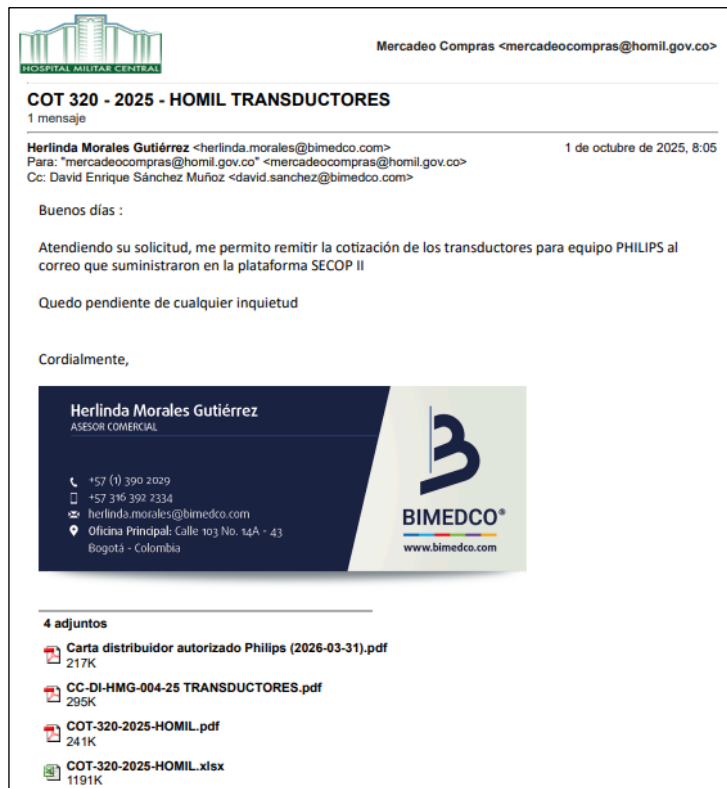 HOSPITAL MILITAR CENTRAL
Mercadeo Compras <mercadeocompras@homil.gov.co>
COT 320 - 2025 - HOMIL TRANSDUCTORES
1 mensaje
Herlinda Morales Gutiérrez <herlinda.morales@bimedco.com> 1 de octubre de 2025, 8:05
Para: "mercadeocompras@homil.gov.co" <mercadeocompras@homil.gov.co>
Cc: David Enrique Sánchez Muñoz <david.sanchez@bimedco.com>
Buenos días :
Atendiendo su solicitud, me permito remitir la cotización de los transductores para equipo PHILIPS al
correo que suministraron en la plataforma SECOP II
Quedo pendiente de cualquier inquietud
Cordialmente,
Herlinda Morales Gutiérrez
ASESOR COMERCIAL
+57 (1) 390 2029
+57 316 392 2334
herlinda.morales@bimedco.com
Oficina Principal: Calle 103 No. 14A - 43
Bogotá - Colombia
BIMEDCO®
www.bimedco.com
4 adjuntos
Carta distribuidor autorizado Philips (2026-03-31).pdf
217K
CC-DI-HMG-004-25 TRANSDUCTORES.pdf
295K
COT-320-2025-HOMIL.pdf
241K
COT-320-2025-HOMIL.xlsx
1191K